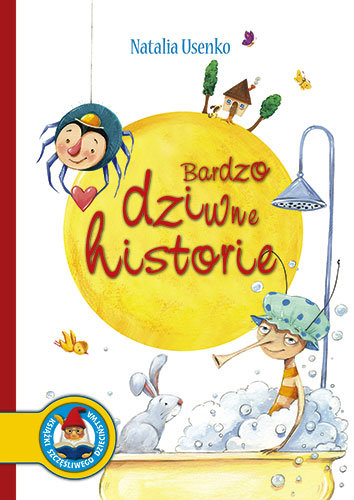 Natalia Usenko
Bardzo
dziwne
historie
KSIĄŻKI SZCZĘŚLIWEGO DZIECIŃSTWA